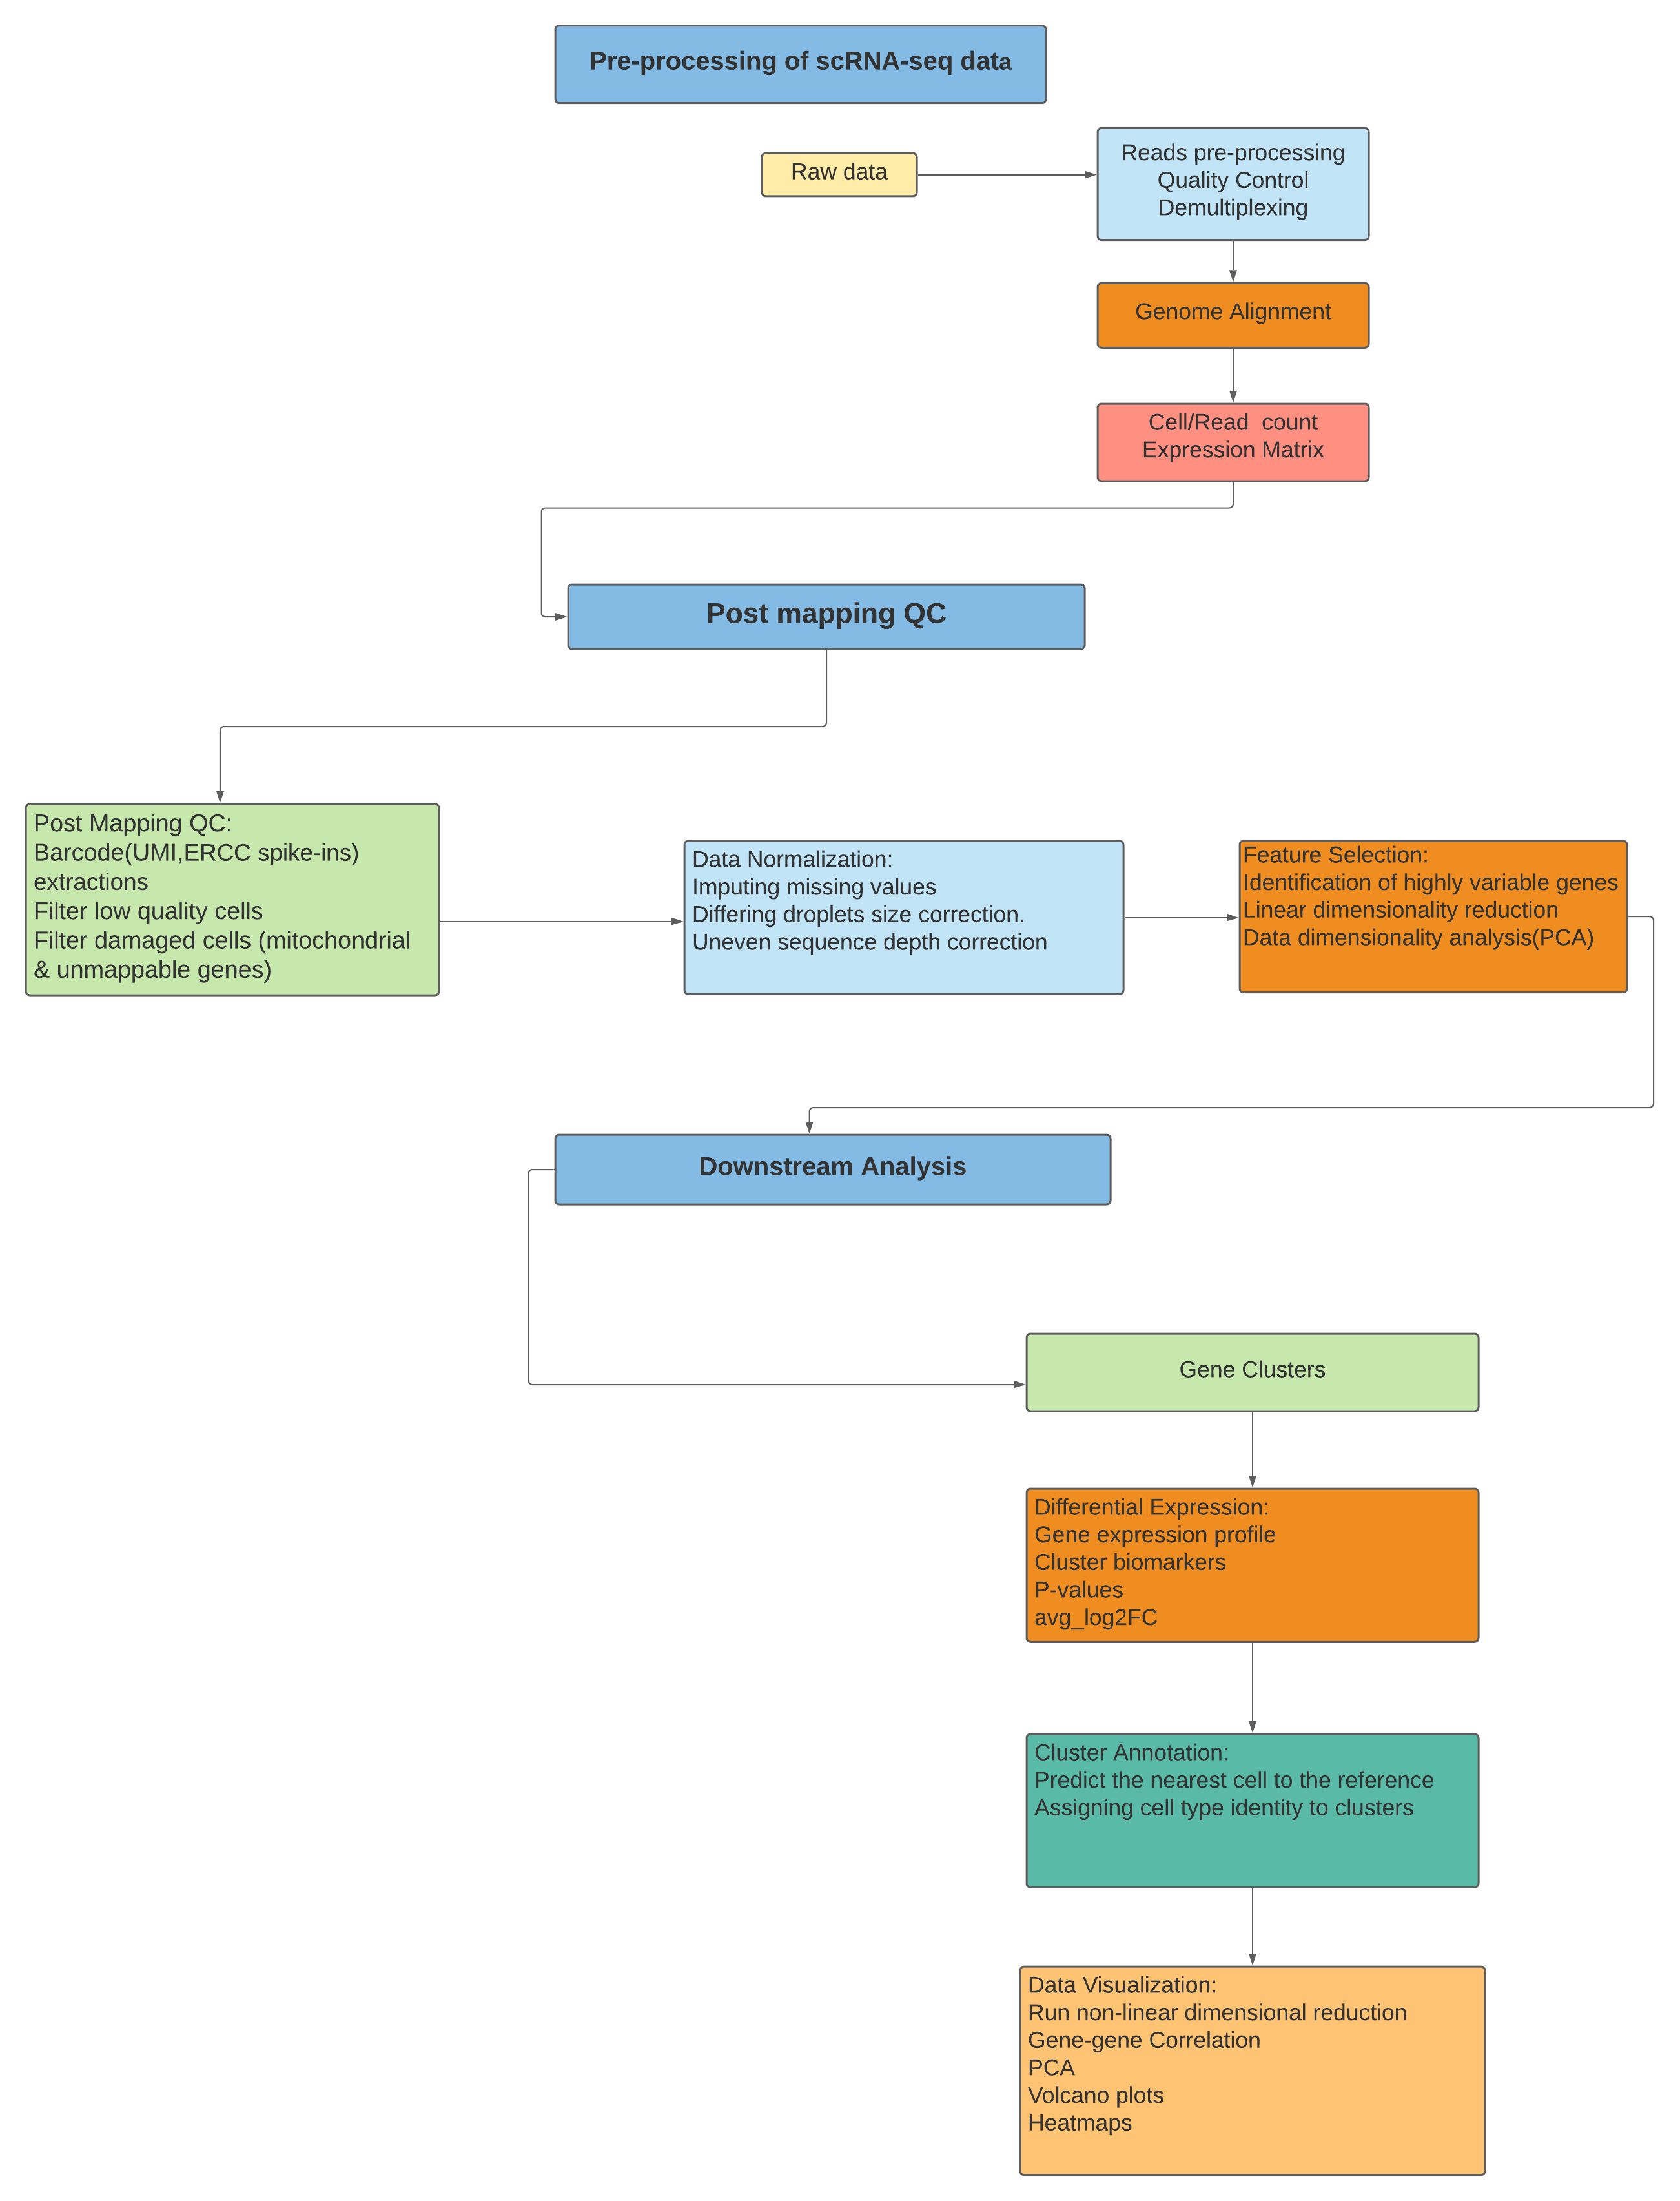 Pre-processing of scRNA-seq data
Raw data
Reads pre-processing
Quality Control
Demultiplexing
Genome Alignment
Cell/Read  count
Expression Matrix
Post mapping QC
Post Mapping QC:
Barcode(UMI,ERCC spike-ins)
extractions
Filter low quality cells
Filter damaged cells (mitochondrial
& unmappable genes)
Data Normalization:
Imputing missing values
Differing droplets size correction.
Uneven sequence depth correction
Feature Selection:
Identification of highly variable genes
Linear dimensionality reduction
Data dimensionality analysis(PCA)
Downstream Analysis
Gene Clusters
Differential Expression:
Gene expression profile
Cluster biomarkers
P-values
avg_log2FC
Cluster Annotation:
Predict the nearest cell to the reference
Assigning cell type identity to clusters
Data Visualization:
Run non-linear dimensional reduction
Gene-gene Correlation
PCA
Volcano plots
Heatmaps